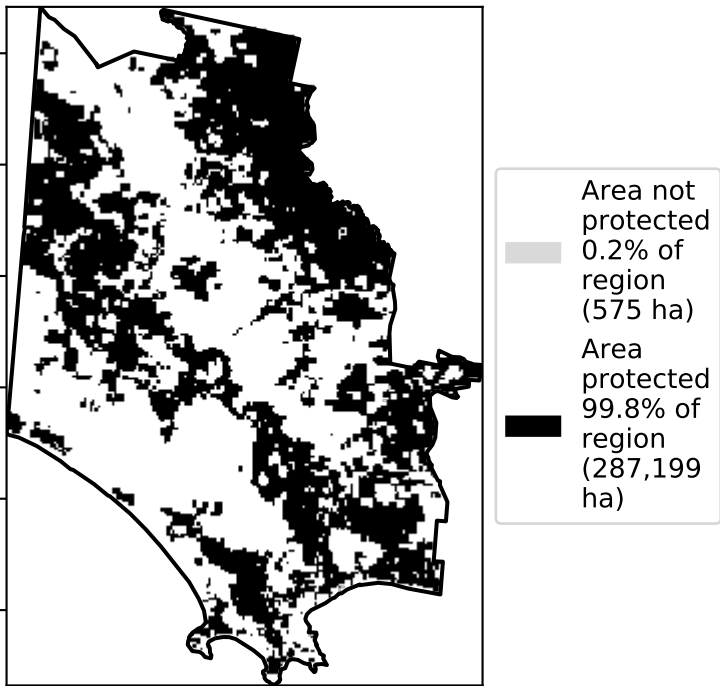 Area not
protected
0.2% of
region
(575 ha)
Area
protected
99.8% of
region
(287,199
ha)